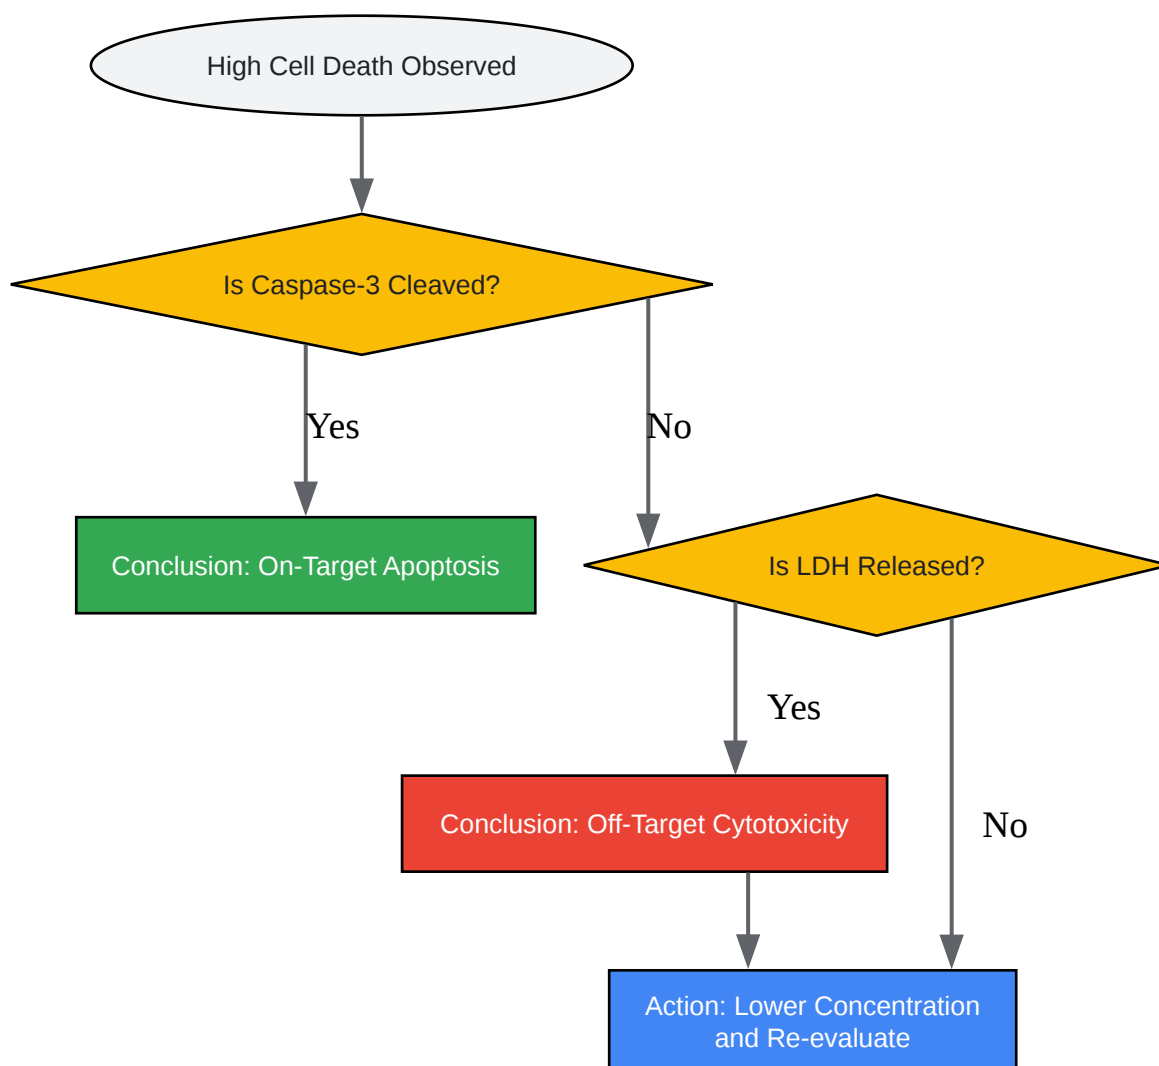 High Cell Death Observed
Is Caspase-3 Cleaved?
Yes
No
Conclusion: On-Target Apoptosis
Is LDH Released?
Yes
Conclusion: Off-Target Cytotoxicity
No
Action: Lower Concentration
and Re-evaluate